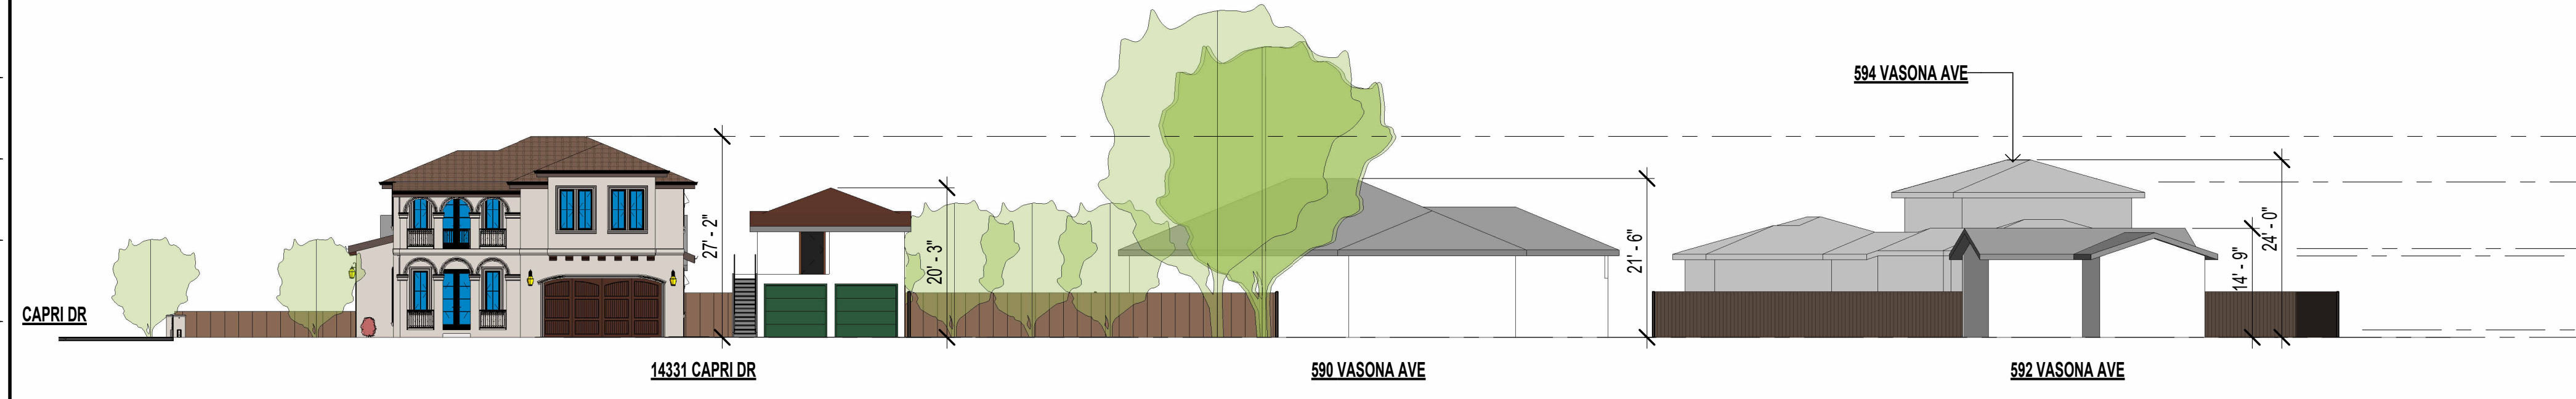 594 VASONA AVE
27' - 2"
20' - 3"
21' - 6"
14' - 9"
24' - 0"
CAPRI DR
14331 CAPRI DR
590 VASONA AVE
592 VASONA AVE